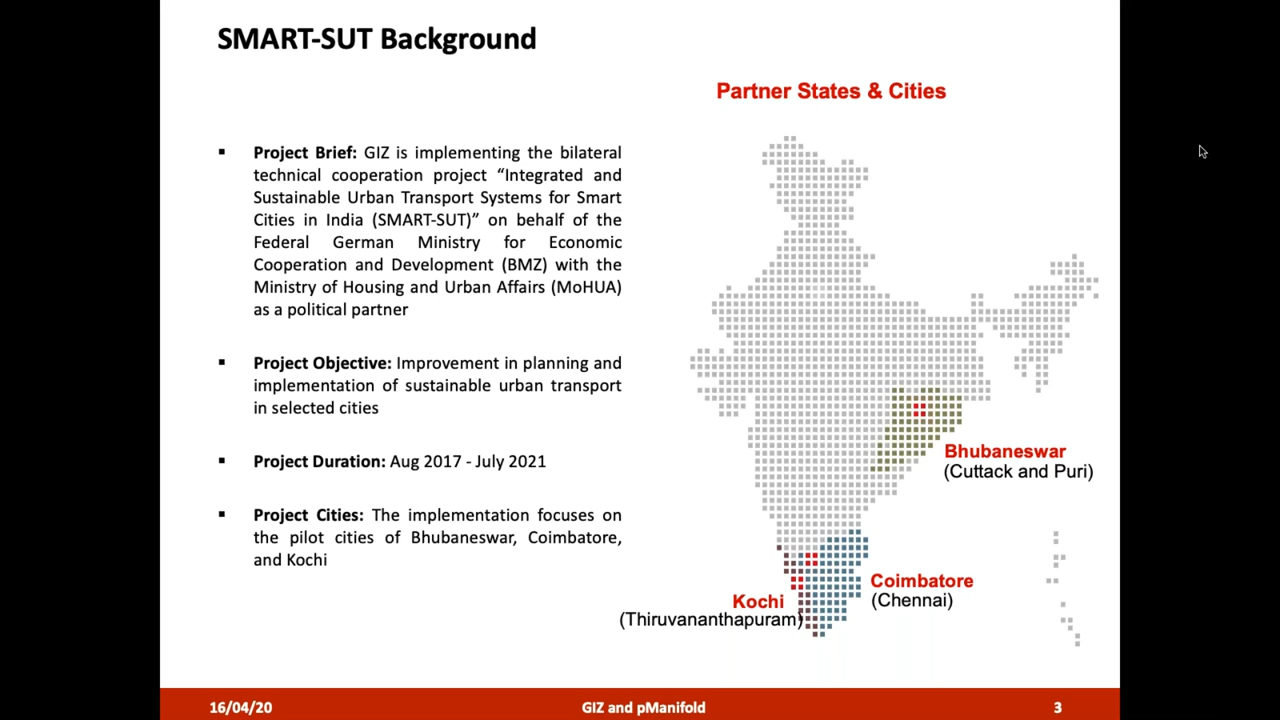 SMART-SUT Background
Partner States & Cities
▪ Project Brief: GIZ is implementing the bilateral
technical cooperation project “Integrated and
Sustainable Urban Transport Systems for Smart
Cities in India (SMART-SUT)” on behalf of the
Federal German Ministry for Economic
Cooperation and Development (BMZ) with the
Ministry of Housing and Urban Affairs (MoHUA)
as a political partner
▪ Project Objective: Improvement in planning and
implementation of sustainable urban transport
in selected cities
▪ Project Duration: Aug 2017 - July 2021
▪ Project Cities: The implementation focuses on
the pilot cities of Bhubaneswar, Coimbatore,
and Kochi
Bhubaneswar
(Cuttack and Puri)
Coimbatore
(Chennai)
Kochi
(Thiruvananthapuram)
16/04/20
GIZ and pManifold
3